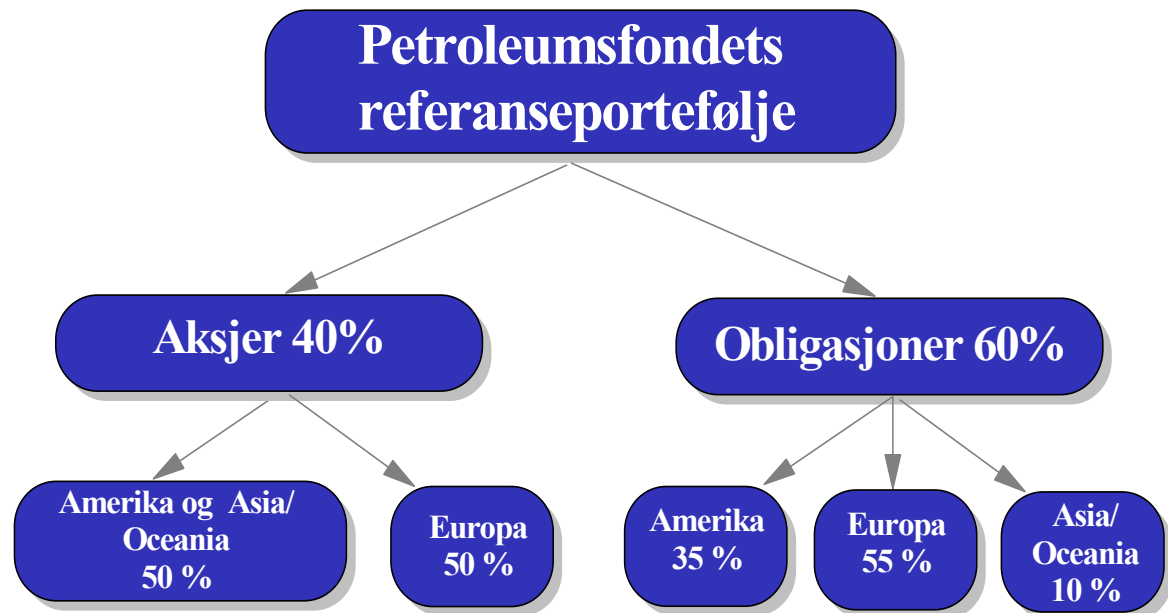 Petroleumsfondets
referanseportefølje
Aksjer 40%
Obligasjoner 60%
Amerika og Asia/
Oceania
50 %
Europa
50 %
Amerika
35 %
Europa
55 %
Asia/
Oceania
10 %